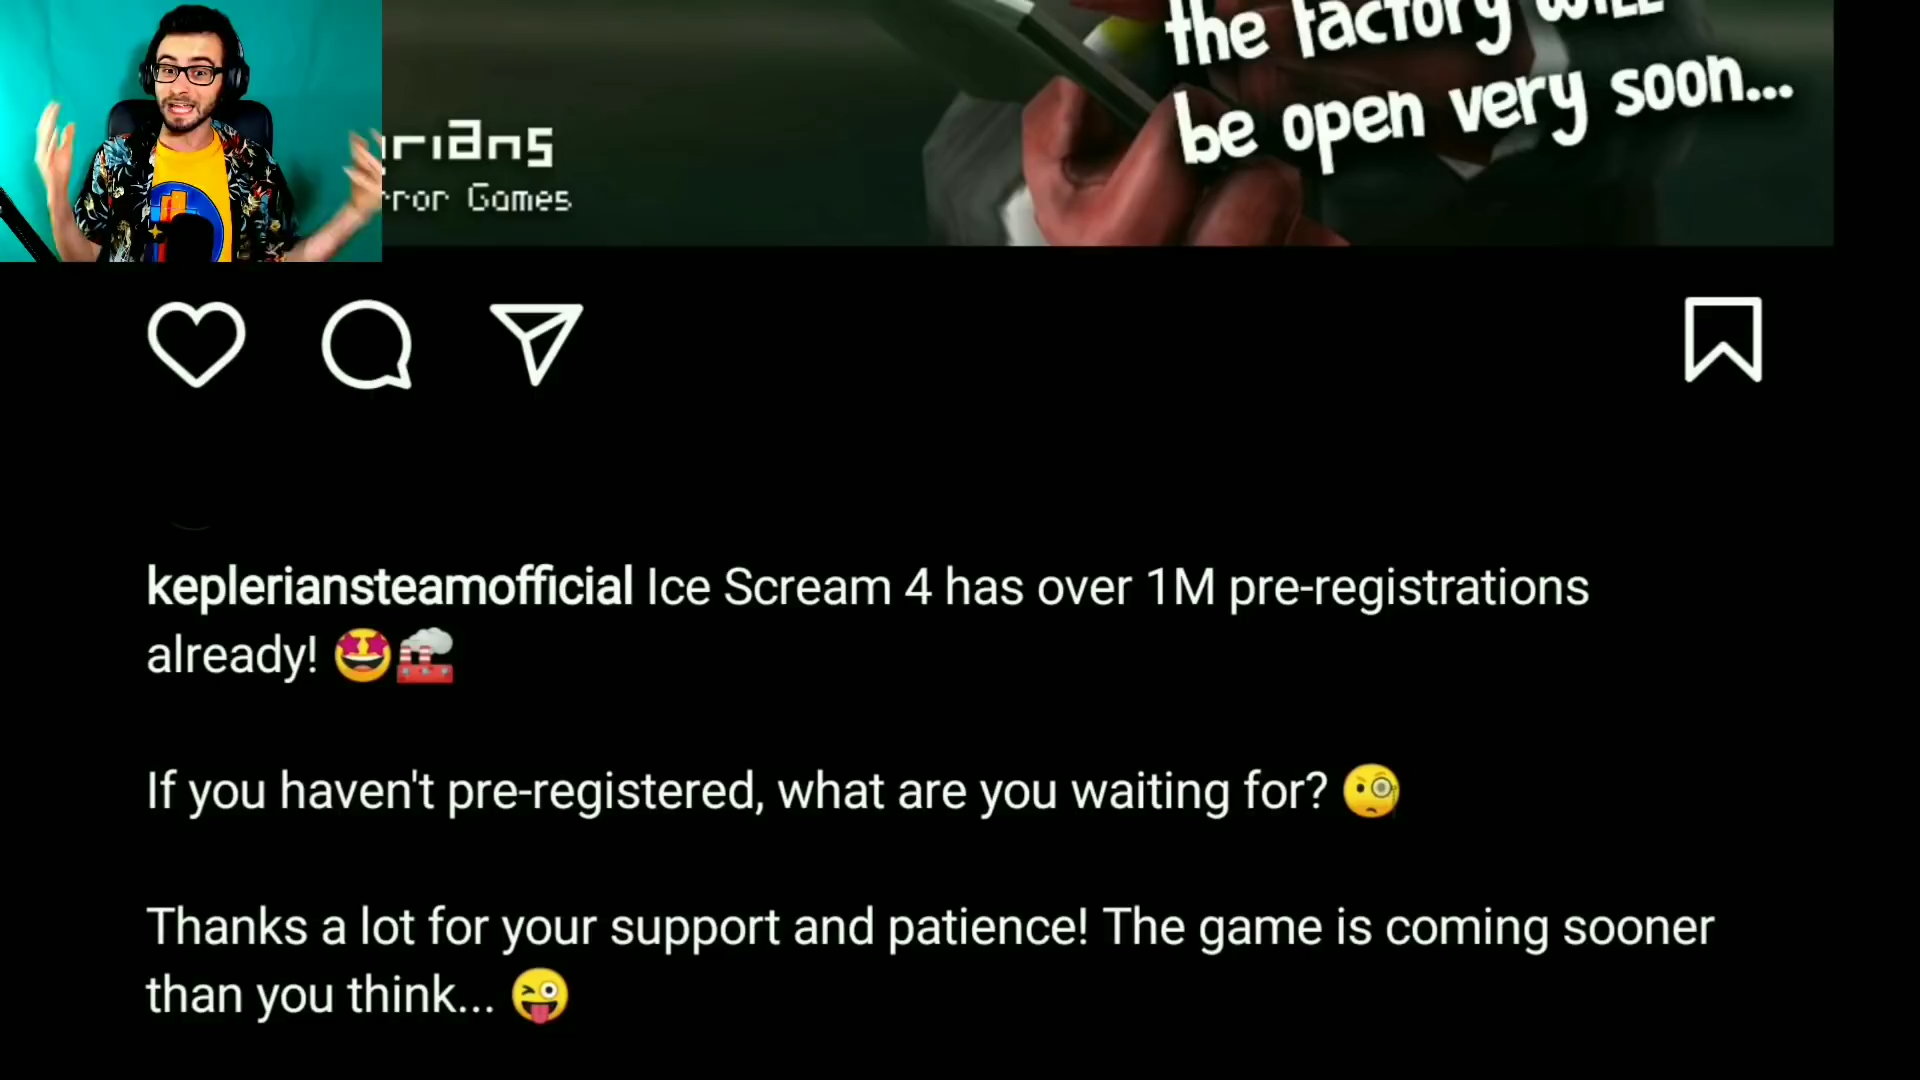 the factory WILL
be open very soon...
rians
rror Games
kepleriansteamofficial Ice Scream 4 has over 1M pre-registrations
already! 🤩🏭
If you haven't pre-registered, what are you waiting for? 🧐
Thanks a lot for your support and patience! The game is coming sooner
than you think... 😜